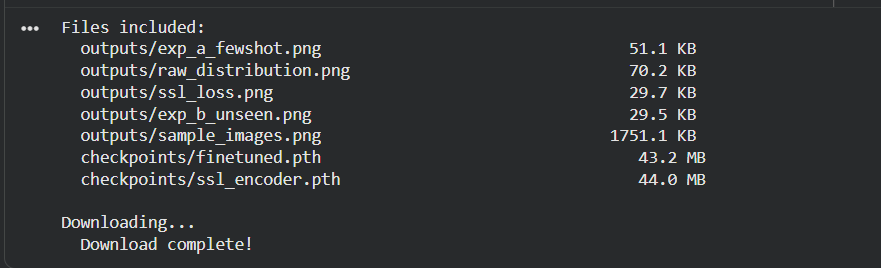 Files included:
outputs/exp_a_fewshot.png 51.1 KB
outputs/raw_distribution.png 70.2 KB
outputs/ssl_loss.png 29.7 KB
outputs/exp_b_unseen.png 29.5 KB
outputs/sample_images.png 1751.1 KB
checkpoints/finetuned.pth 43.2 MB
checkpoints/ssl_encoder.pth 44.0 MB
Downloading...
Download complete!